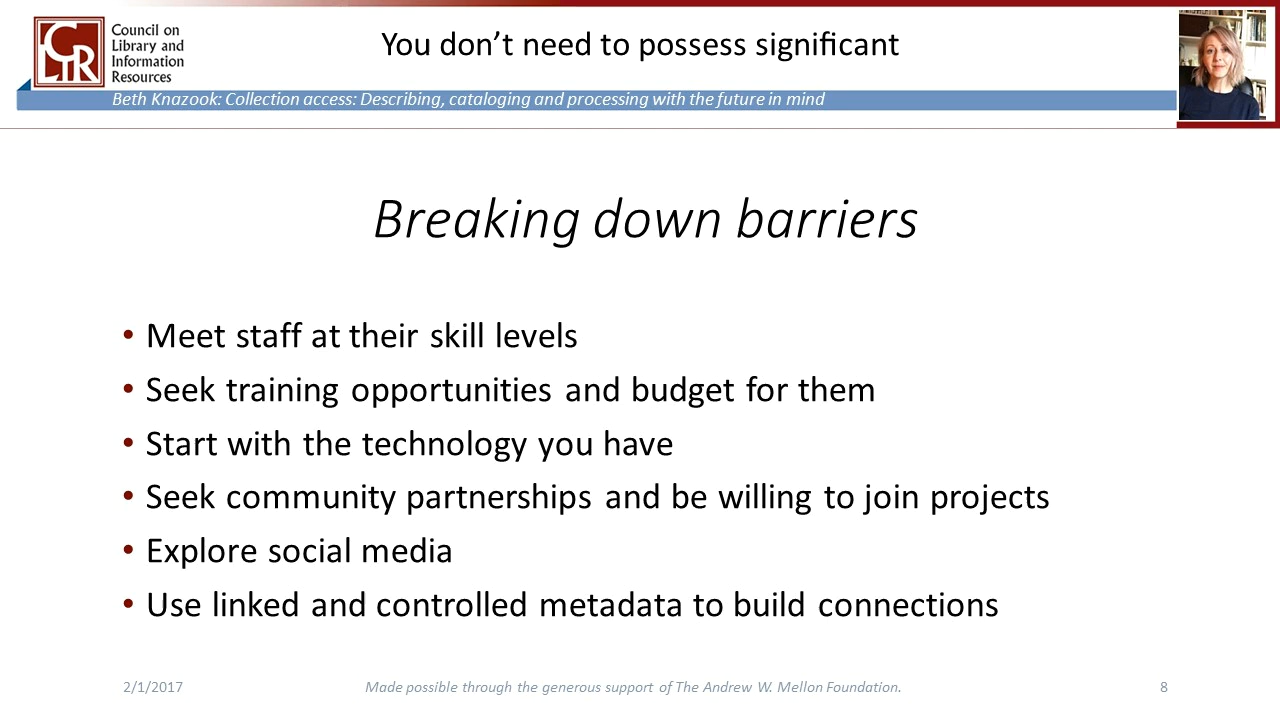 CLIR
Council on
Library and
Information
Resources
You don’t need to possess significant
Beth Knazook: Collection access: Describing, cataloging and processing with the future in mind
Breaking down barriers
• Meet staff at their skill levels
• Seek training opportunities and budget for them
• Start with the technology you have
• Seek community partnerships and be willing to join projects
• Explore social media
• Use linked and controlled metadata to build connections
2/1/2017
Made possible through the generous support of The Andrew W. Mellon Foundation.
8